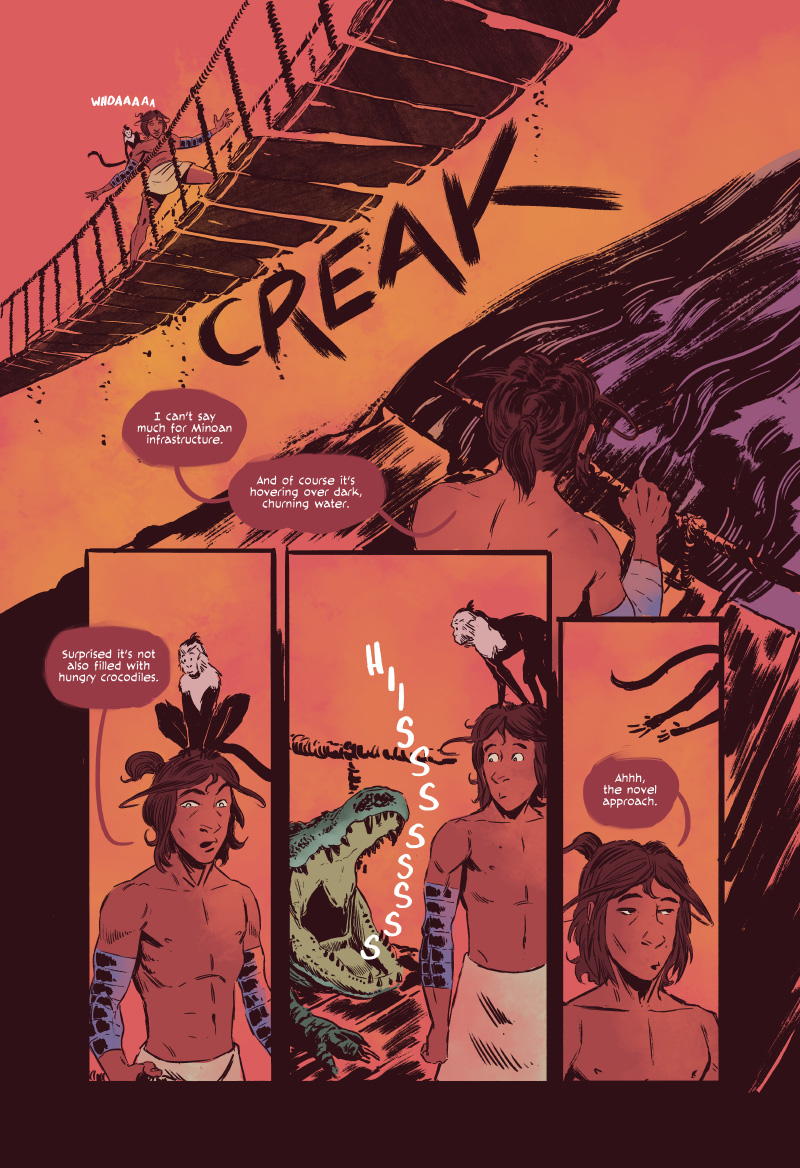 WHOAAAAA
CREAK
I can't say
much for Minoan
infrastructure.
And of course it's
hovering over dark,
churning water.
Surprised it's not
also filled with
hungry crocodiles.
HIISSSSSSSS
Ahhh,
the novel
approach.